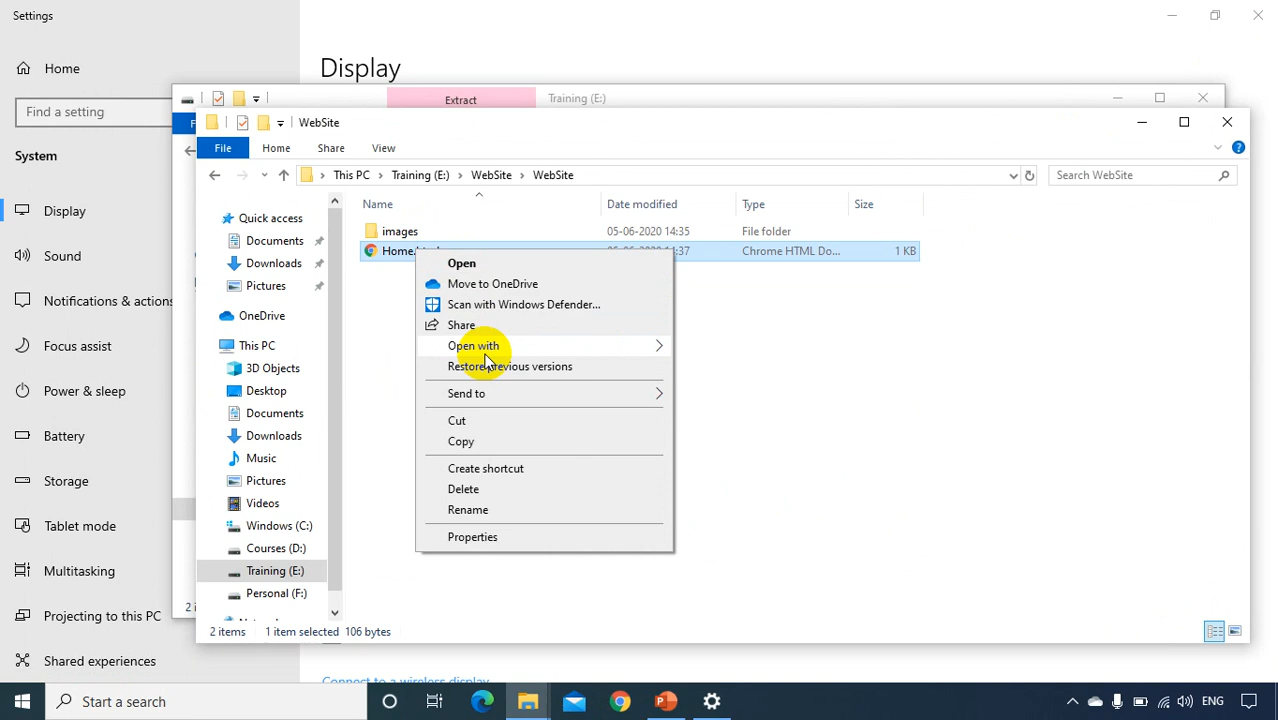 Settings
Home
Find a setting
System
Display
Sound
Notifications & actions
Focus assist
Power & sleep
Battery
Storage
Tablet mode
Multitasking
Projecting to this PC
Shared experiences
Display
Extract
Training (E:)
WebSite
File
Home
Share
View
This PC
Training (E:)
WebSite
WebSite
Search WebSite
Quick access
Documents
Downloads
Pictures
OneDrive
This PC
3D Objects
Desktop
Documents
Downloads
Music
Pictures
Videos
Windows (C:)
Courses (D:)
Training (E:)
Personal (F:)
Name
Date modified
Type
Size
images
05-06-2020 14:35
File folder
Chrome HTML Do...
1 KB
Open
Move to OneDrive
Scan with Windows Defender...
Share
Open with
Restore previous versions
Send to
Cut
Copy
Create shortcut
Delete
Rename
Properties
2 items
1 item selected 106 bytes
Connect to a wireless display
Start a search
ENG